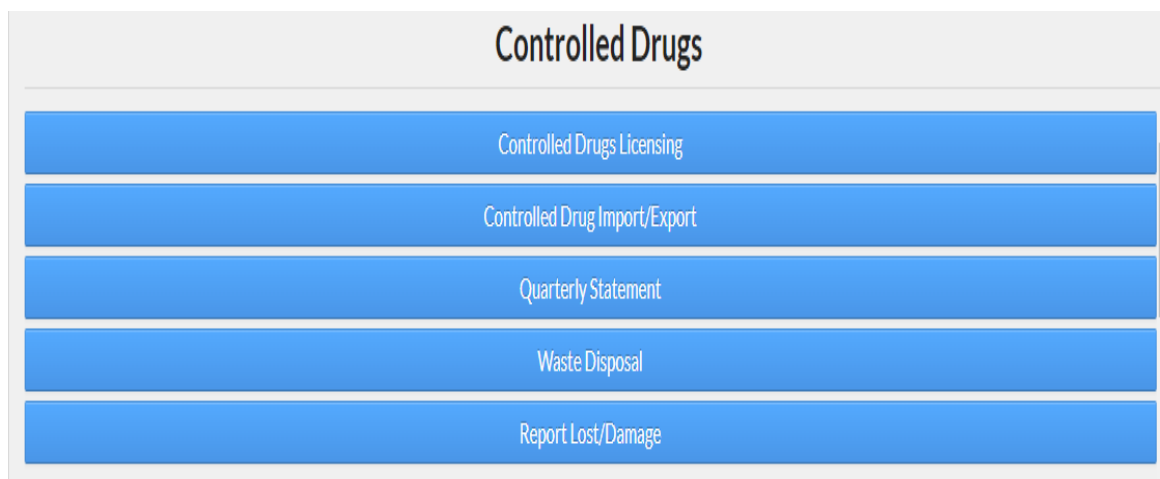 Controlled Drugs
Controlled Drugs Licensing
Controlled Drug Import/Export
Quarterly Statement
Waste Disposal
Report Lost/Damage